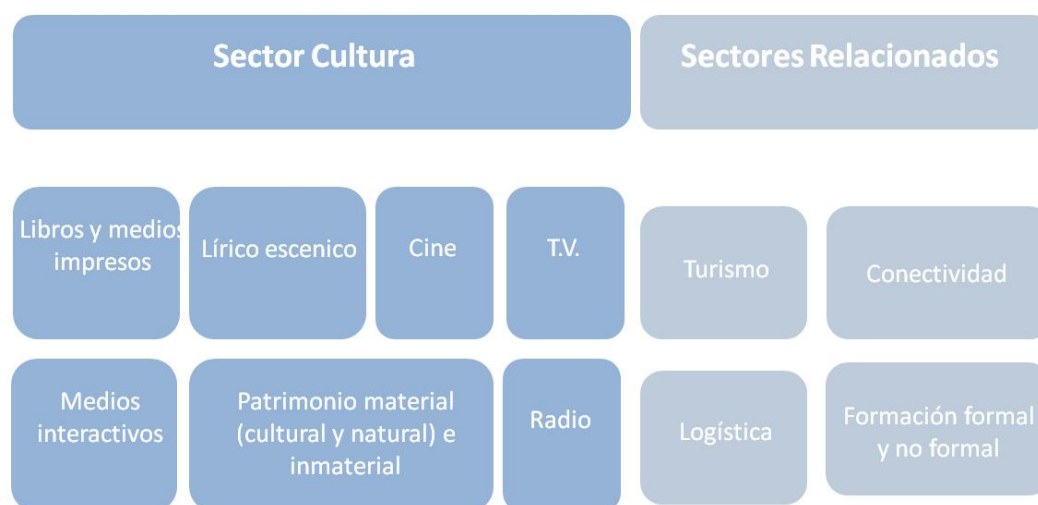 Sector Cultura
Sectores Relacionados
Libros y medios
impresos
Lírico escenico
Cine
T.V.
Turismo
Conectividad
Medios
interactivos
Patrimonio material
(cultural y natural) e
inmaterial
Radio
Logística
Formación formal
y no formal